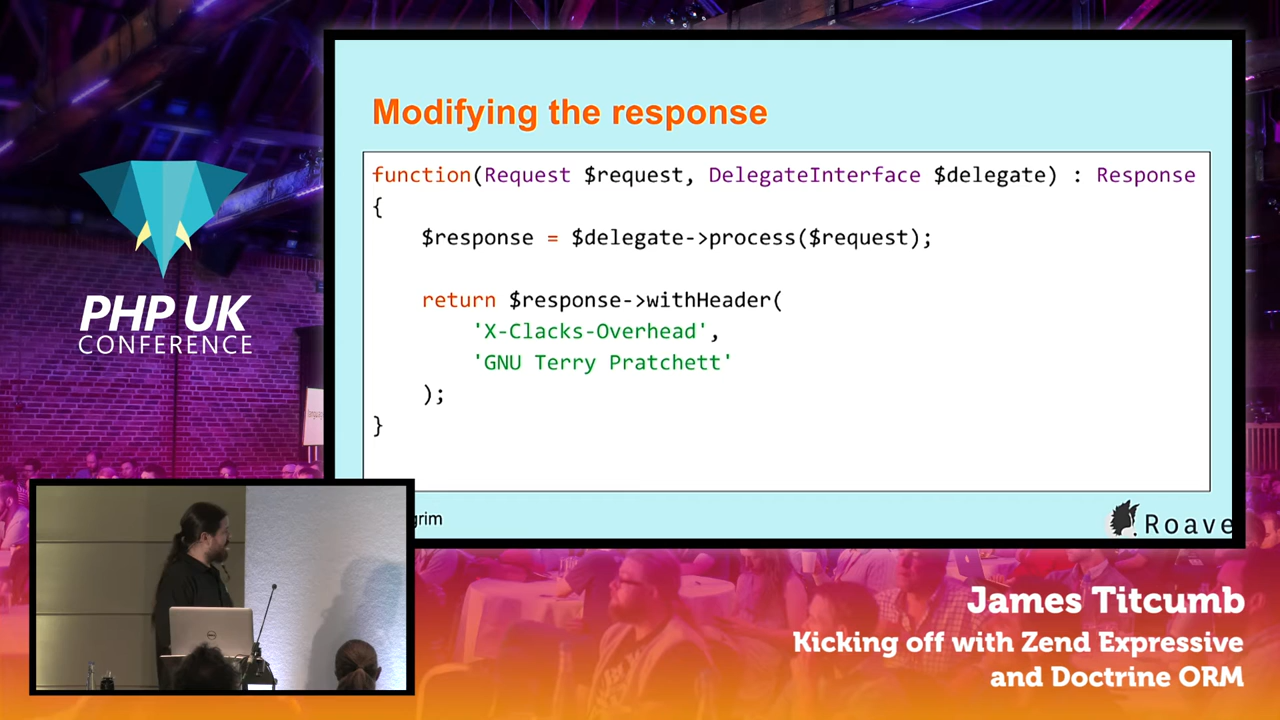 Modifying the response
function(Request $request, DelegateInterface $delegate) : Response
{
$response = $delegate->process($request);
return $response->withHeader(
'X-Clacks-Overhead',
'GNU Terry Pratchett'
);
}
grim
Roave
PHP UK
CONFERENCE
James Titcumb
Kicking off with Zend Expressive
and Doctrine ORM